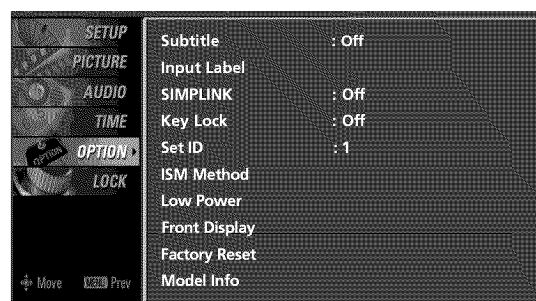 SETUP
PICTURE
AUDIO
TIME
OPTION
LOCK
Move MENU Prev
Subtitle : Off
Input Label
SIMPLINK : Off
Key Lock : Off
Set ID : 1
ISM Method
Low Power
Front Display
Factory Reset
Model Info